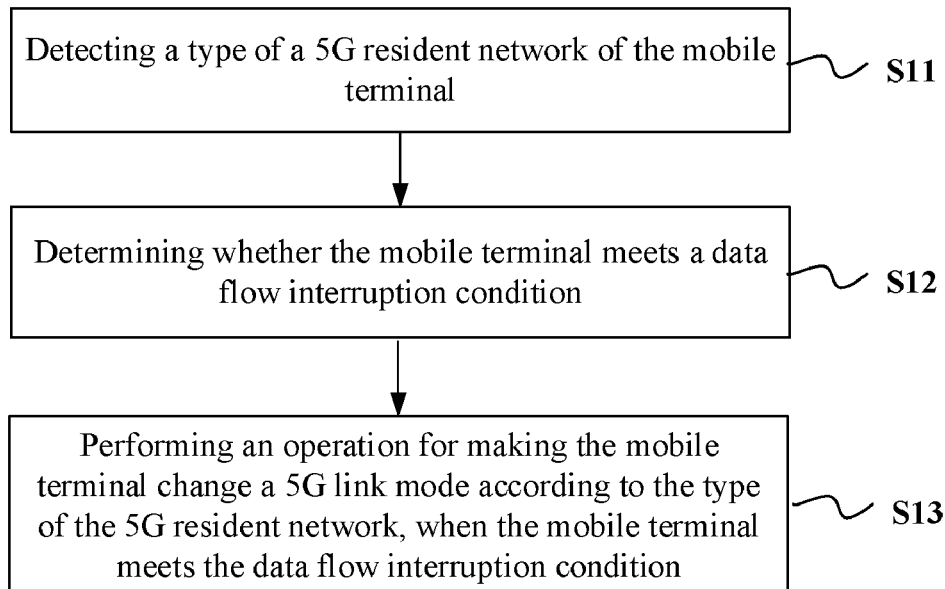 Detecting a type of a 5G resident network of the mobile
terminal
S11
Determining whether the mobile terminal meets a data
flow interruption condition
S12
Performing an operation for making the mobile
terminal change a 5G link mode according to the type
of the 5G resident network, when the mobile terminal
meets the data flow interruption condition
S13